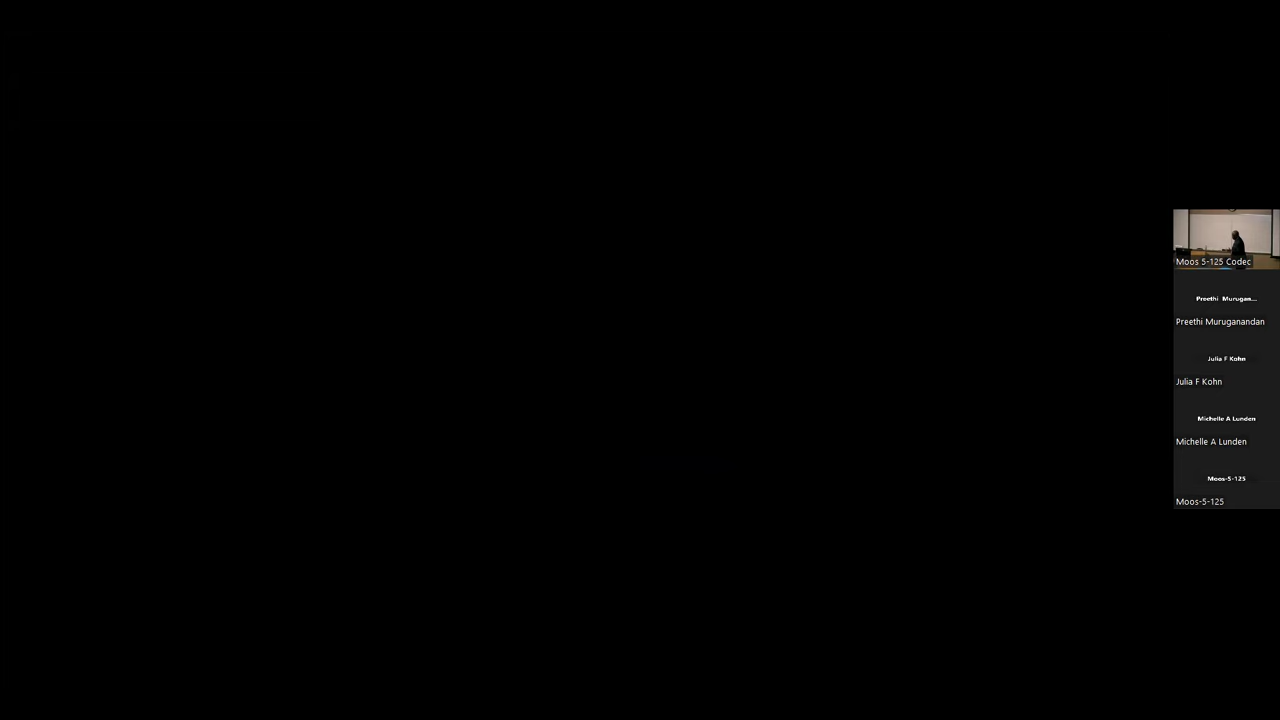 Moos 5-125 Codec
Preethi Murugan...
Preethi Muruganandan
Julia F Kohn
Julia F Kohn
Michelle A Lunden
Michelle A Lunden
Moos-5-125
Moos-5-125